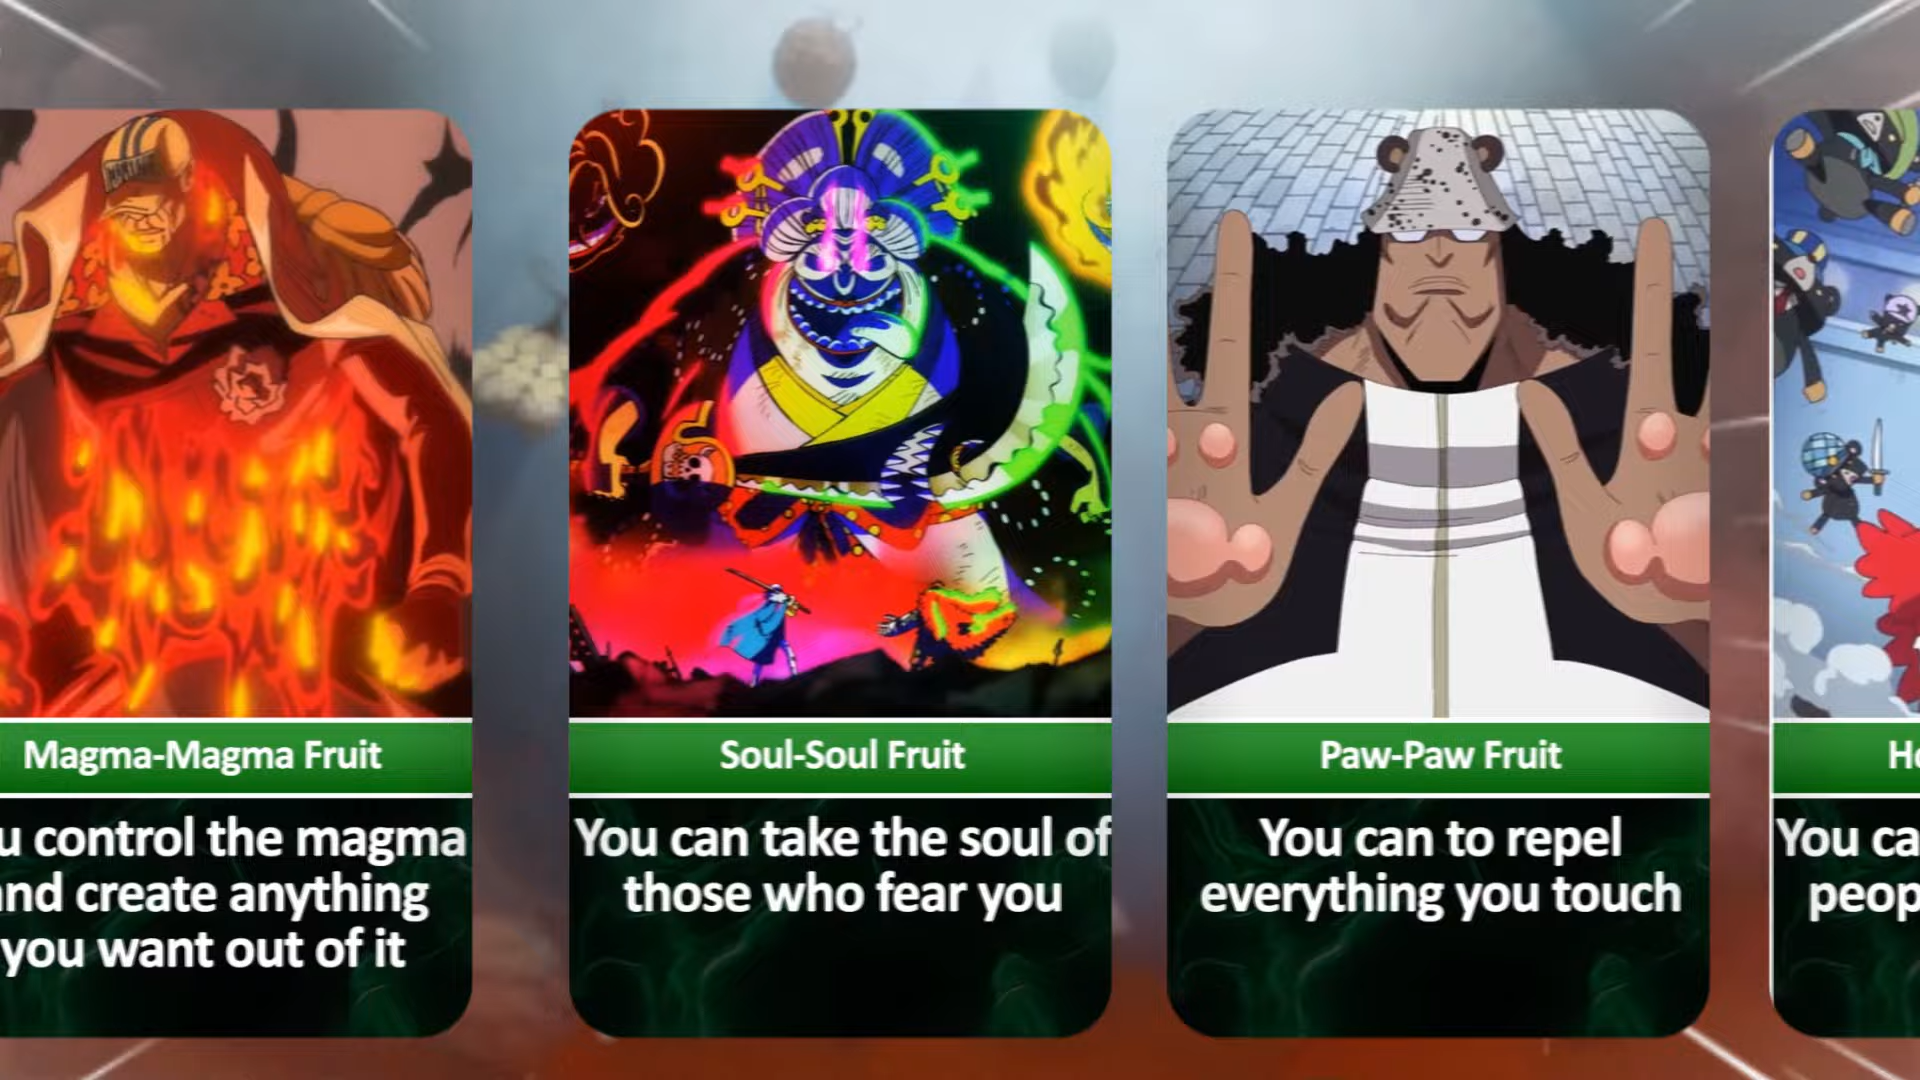 Magma-Magma Fruit
u control the magma
nd create anything
you want out of it
Soul-Soul Fruit
You can take the soul of
those who fear you
Paw-Paw Fruit
You can to repel
everything you touch
You ca
peop